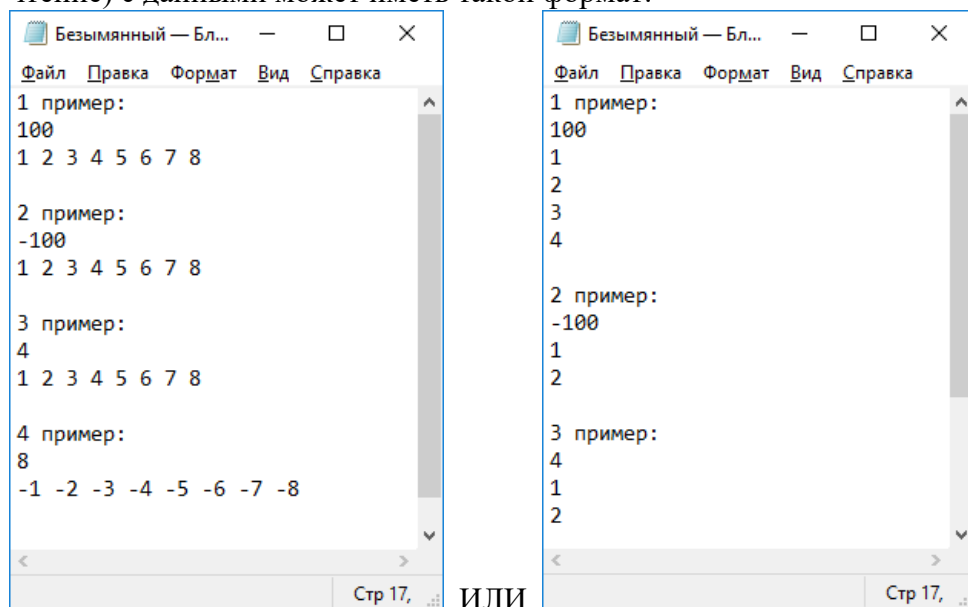 чтение) с данными может иметь такой формат:
Безымянный — Бл...
Файл Правка Формат Вид Справка
1 пример:
100
1 2 3 4 5 6 7 8
2 пример:
-100
1 2 3 4 5 6 7 8
3 пример:
4
1 2 3 4 5 6 7 8
4 пример:
8
-1 -2 -3 -4 -5 -6 -7 -8
Стр 17,
или
Безымянный — Бл...
Файл Правка Формат Вид Справка
1 пример:
100
1
2
3
4
2 пример:
-100
1
2
3 пример:
4
1
2
Стр 17,